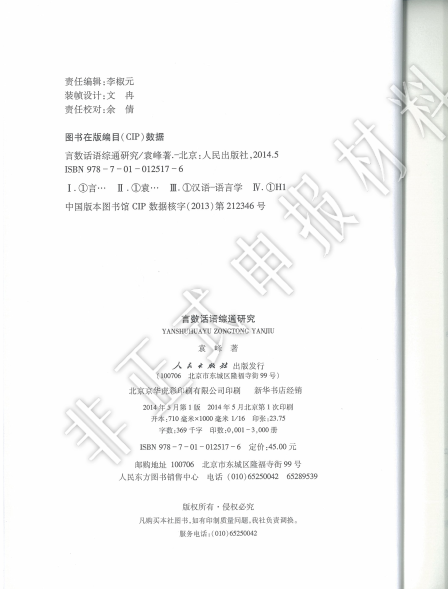 责任编辑：李椒元
装帧设计：文 冉
责任校对：余 倩
图书在版编目(CIP)数据
言数话语综通研究/袁峰著.-北京：人民出版社,2014.5
ISBN 978-7-01-012517-6
Ⅰ.①言… Ⅱ.①袁… Ⅲ.①汉语-语言学 Ⅳ.①H1
中国版本图书馆CIP数据核字(2013)第212346号
言数话语综通研究
YANSHUHUAYU ZONGTONG YANJIU
袁 峰 著
人民出版社 出版发行
(100706 北京市东城区隆福寺街99号)
北京京华虎彩印刷有限公司印刷 新华书店经销
2014年5月第1版 2014年5月北京第1次印刷
开本：710毫米×1000毫米 1/16 印张：23.75
字数：369千字 印数：0,001-3,000册
ISBN 978-7-01-012517-6 定价：45.00元
邮购地址 100706 北京市东城区隆福寺街99号
人民东方图书销售中心 电话 (010)65250042 65289539
版权所有·侵权必究
凡购买本社图书,如有印制质量问题,我社负责调换。
服务电话：(010)65250042
非正式申报材料